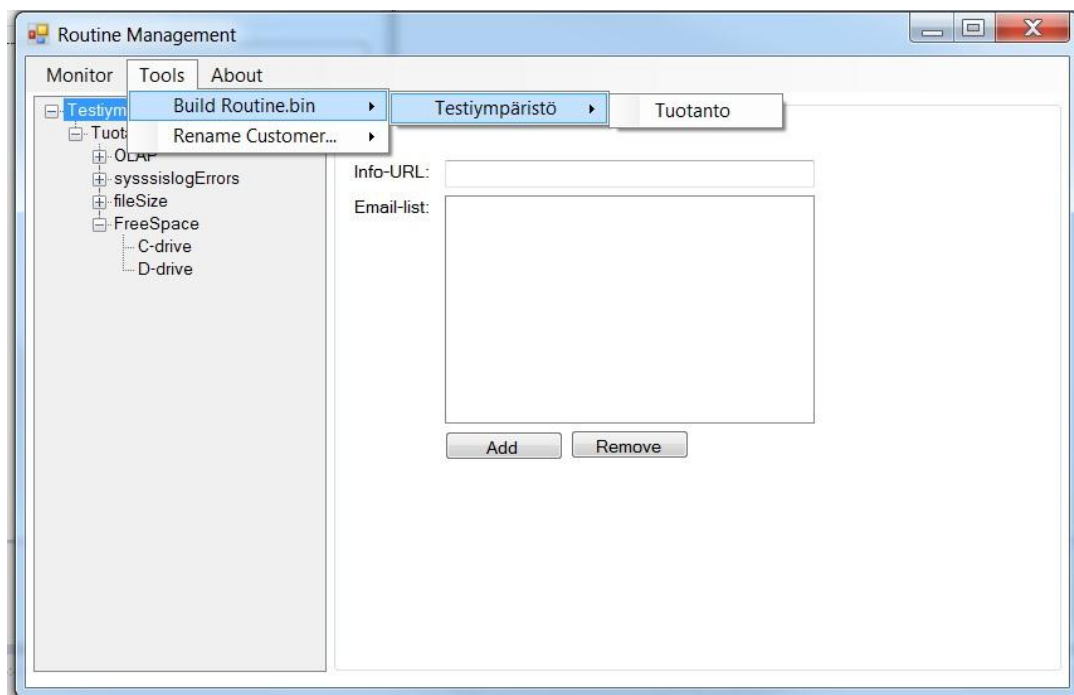 Routine Management
Monitor Tools About
Build Routine.bin
Testiympäristö
Tuotanto
Rename Customer...
Testiym
Tuot
OLAP
sysssislogErrors
fileSize
FreeSpace
C-drive
D-drive
Info-URL:
Email-list:
Add Remove